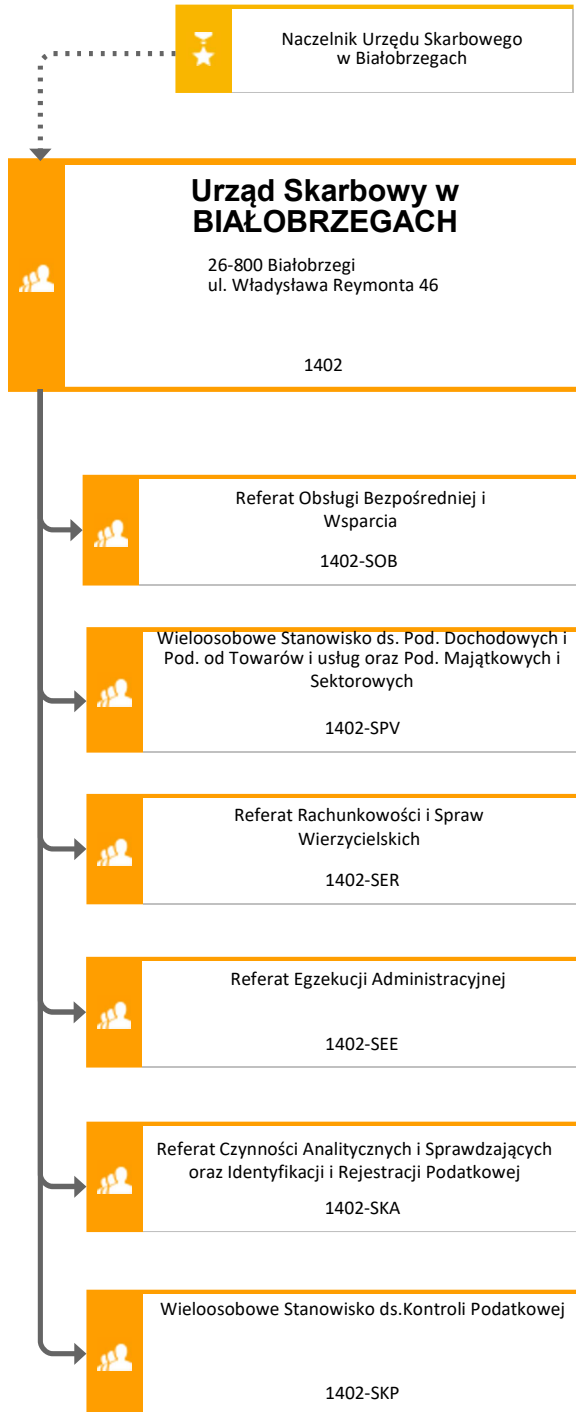 Naczelnik Urzędu Skarbowego
w Białobrzegach
Urząd Skarbowy w
BIAŁOBRZEGACH
26-800 Białobrzegi
ul. Władysława Reymonta 46
1402
Referat Obsługi Bezpośredniej i
Wsparcia
1402-SOB
Wieloosobowe Stanowisko ds. Pod. Dochodowych i
Pod. od Towarów i usług oraz Pod. Majątkowych i
Sektorowych
1402-SPV
Referat Rachunkowości i Spraw
Wierzycielskich
1402-SER
Referat Egzekucji Administracyjnej
1402-SEE
Referat Czynności Analitycznych i Sprawdzających
oraz Identyfikacji i Rejestracji Podatkowej
1402-SKA
Wieloosobowe Stanowisko ds.Kontroli Podatkowej
1402-SKP